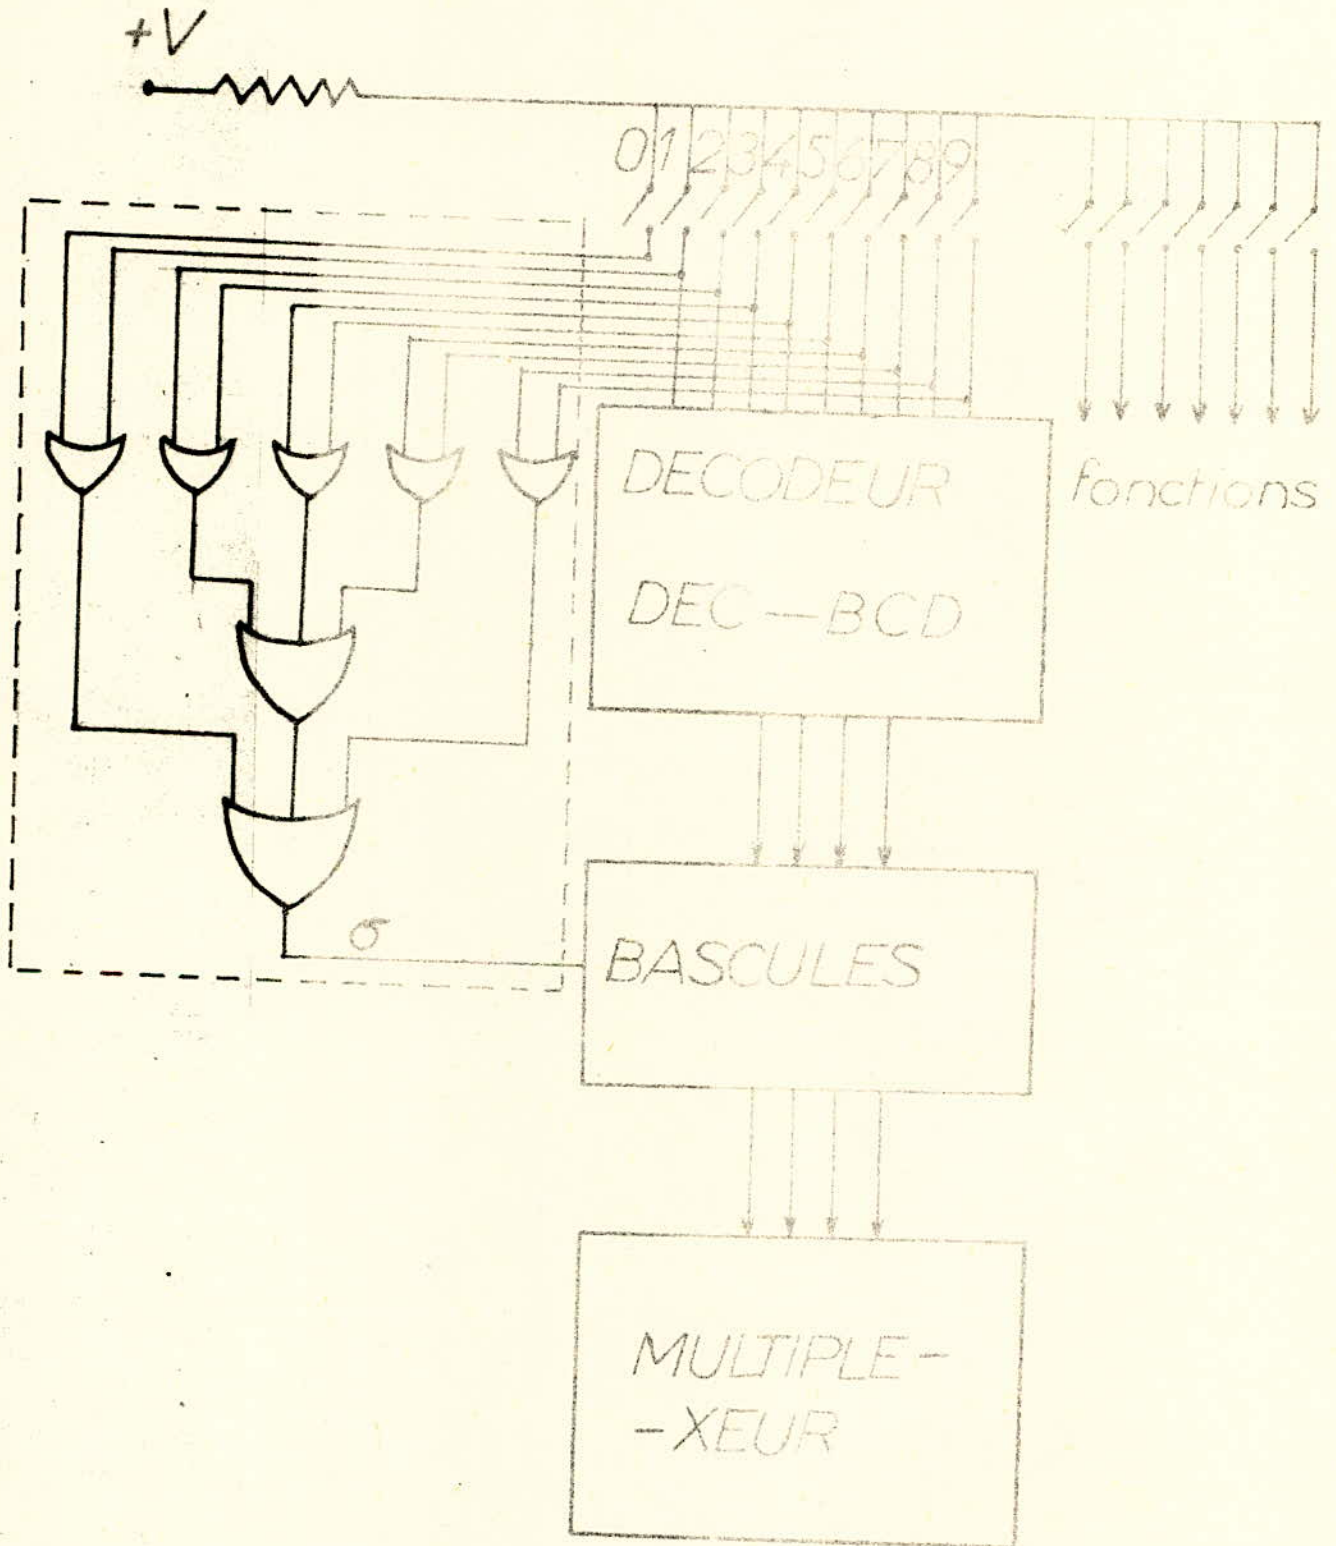 +V
0 1 2 3 4 5 6 7 8 9
DECODEUR
DEC—BCD
fonctions
σ
BASCULES
MULTIPLE-
-XEUR